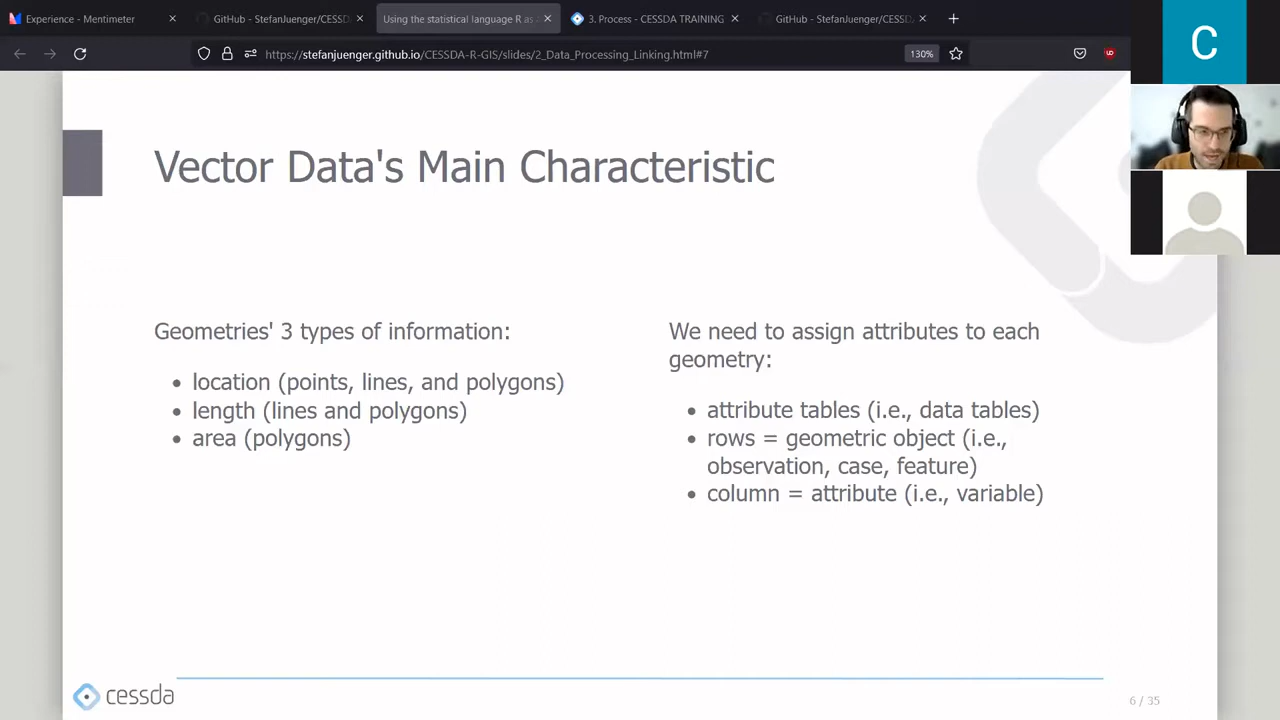 Experience - Mentimeter
GitHub - StefanJuenger/CESSD
Using the statistical language R as
3. Process - CESSDA TRAINING
GitHub - StefanJuenger/CESSD
https://stefanjuenger.github.io/CESSDA-R-GIS/slides/2_Data_Processing_Linking.html#7
130%
C
Vector Data's Main Characteristic
Geometries' 3 types of information:
• location (points, lines, and polygons)
• length (lines and polygons)
• area (polygons)
We need to assign attributes to each
geometry:
• attribute tables (i.e., data tables)
• rows = geometric object (i.e.,
observation, case, feature)
• column = attribute (i.e., variable)
cessda
6 / 35